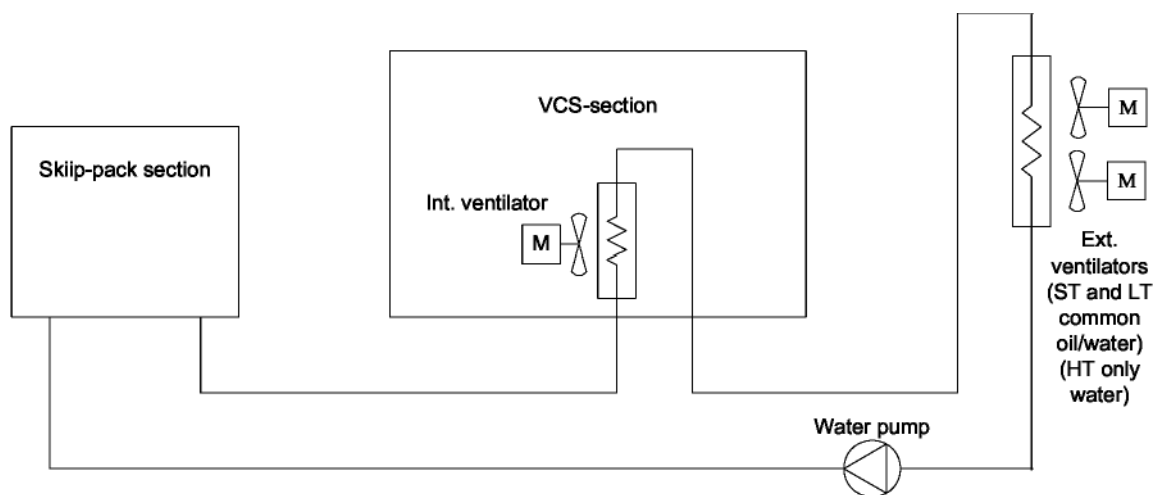 VCS-section
Skiip-pack section
Int. ventilator
M
M
M
Ext.
ventilators
(ST and LT
common
oil/water)
(HT only
water)
Water pump